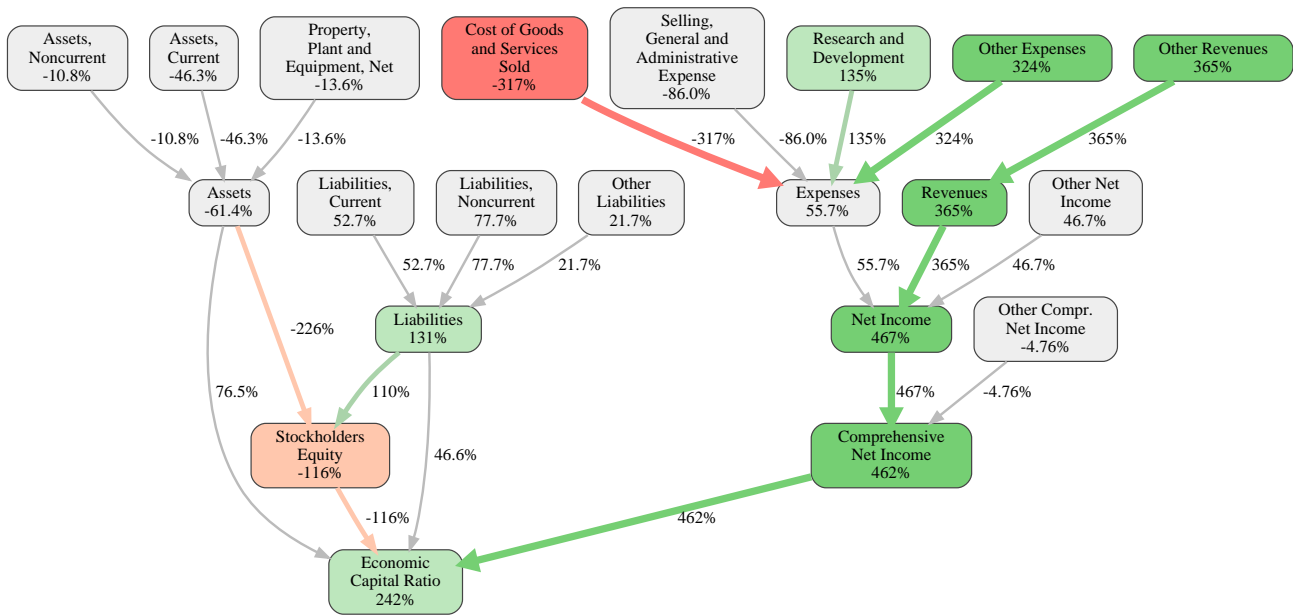 Assets,
Noncurrent
-10.8%
Assets,
Current
-46.3%
Property,
Plant and
Equipment, Net
-13.6%
Cost of Goods
and Services
Sold
-317%
Selling,
General and
Administrative
Expense
-86.0%
Research and
Development
135%
Other Expenses
324%
Other Revenues
365%
-10.8%
-46.3%
-13.6%
-317%
-86.0%
135%
324%
365%
Assets
-61.4%
Liabilities,
Current
52.7%
Liabilities,
Noncurrent
77.7%
Other
Liabilities
21.7%
Expenses
55.7%
Revenues
365%
Other Net
Income
46.7%
52.7%
77.7%
21.7%
55.7%
365%
46.7%
-226%
Liabilities
131%
Net Income
467%
Other Compr.
Net Income
-4.76%
76.5%
110%
467%
-4.76%
Stockholders
Equity
-116%
46.6%
Comprehensive
Net Income
462%
-116%
462%
Economic
Capital Ratio
242%